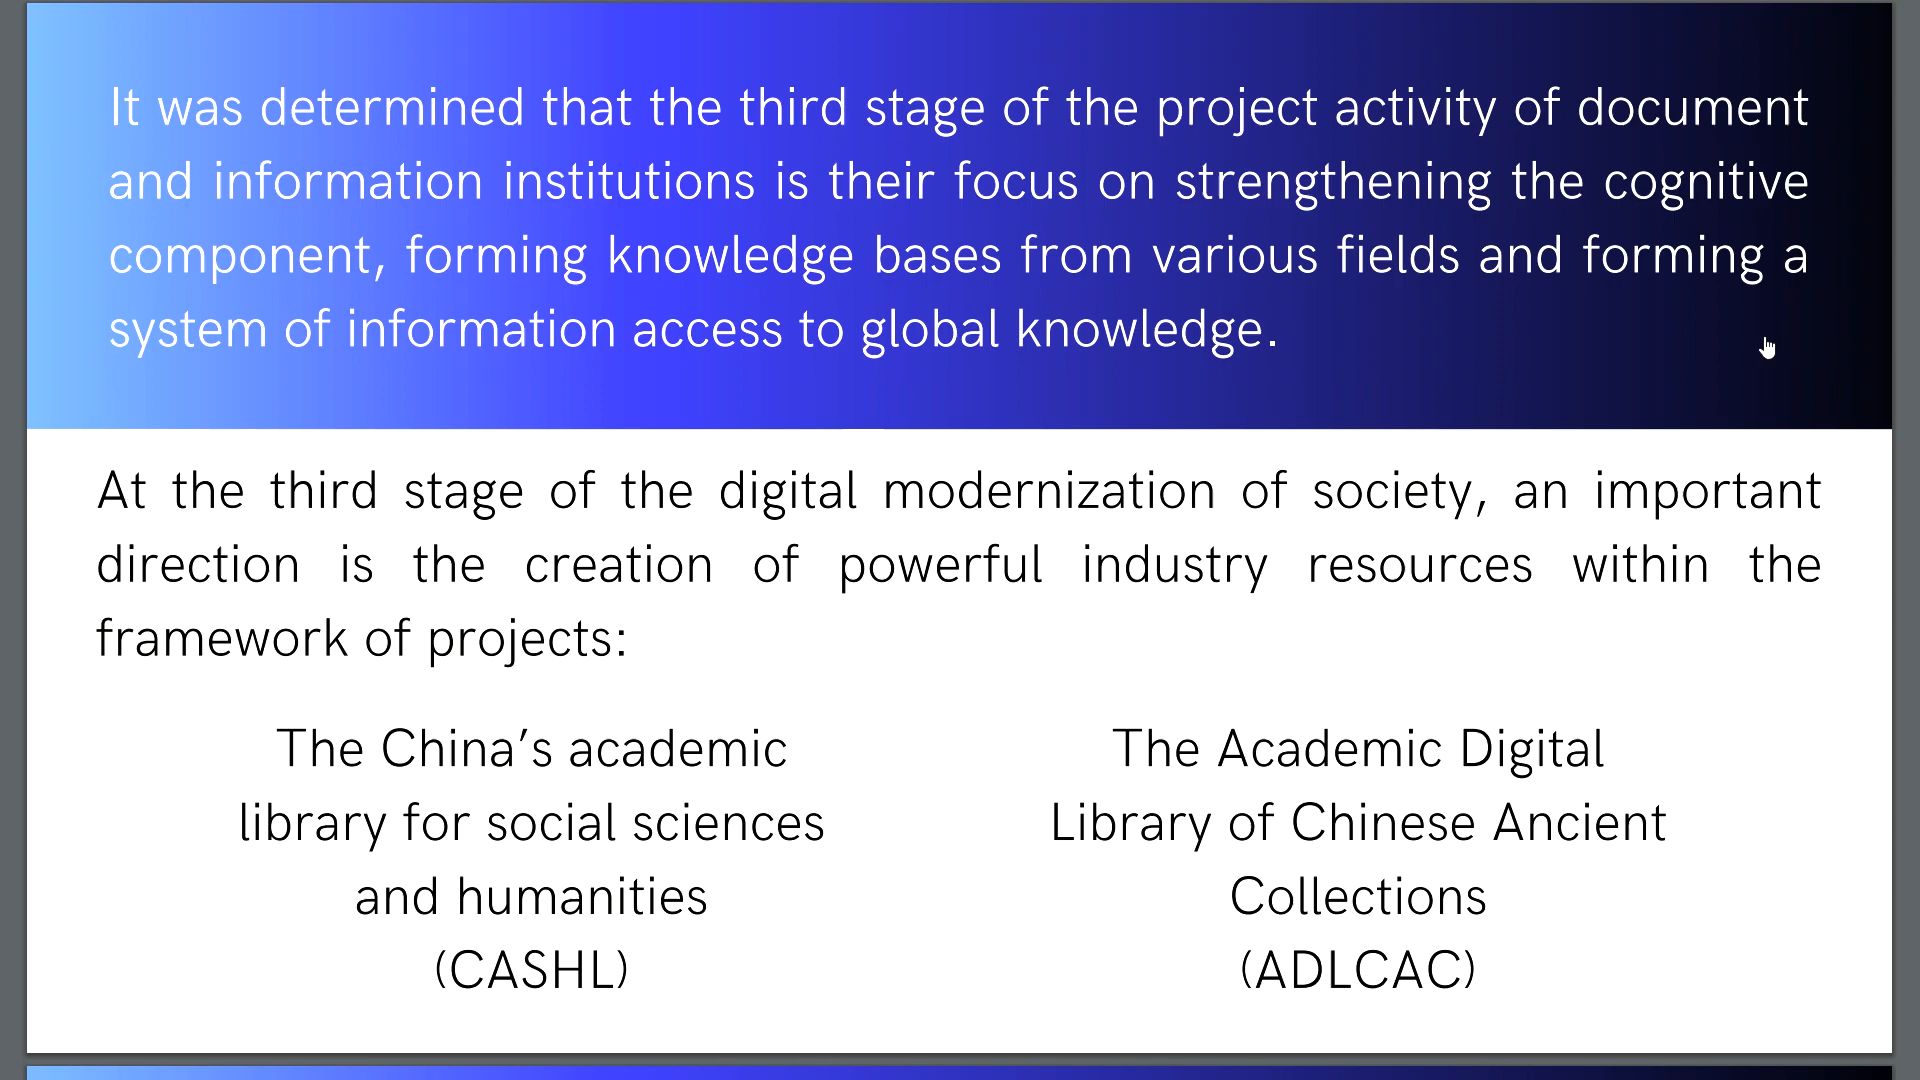 It was determined that the third stage of the project activity of document
and information institutions is their focus on strengthening the cognitive
component, forming knowledge bases from various fields and forming a
system of information access to global knowledge.
At the third stage of the digital modernization of society, an important
direction is the creation of powerful industry resources within the
framework of projects:
The China’s academic
library for social sciences
and humanities
(CASHL)
The Academic Digital
Library of Chinese Ancient
Collections
(ADLCAC)